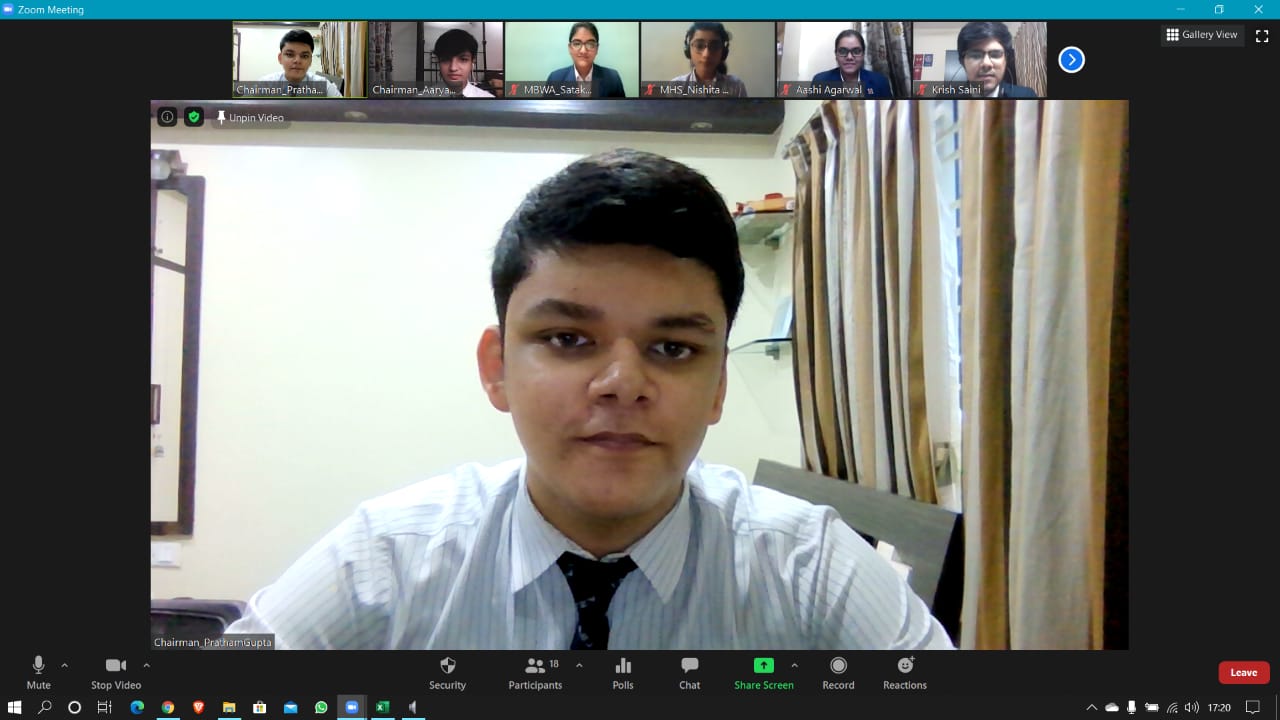 Zoom Meeting
Chairman_Pratha...
Chairman_Aarya...
MBWA_Satak...
MHS_Nishita ...
Aashi Agarwal
Krish Saini
Gallery View
Unpin Video
Chairman_PrathamGupta
Mute
Stop Video
Security
Participants
18
Polls
Chat
Share Screen
Record
Reactions
Leave
17:20